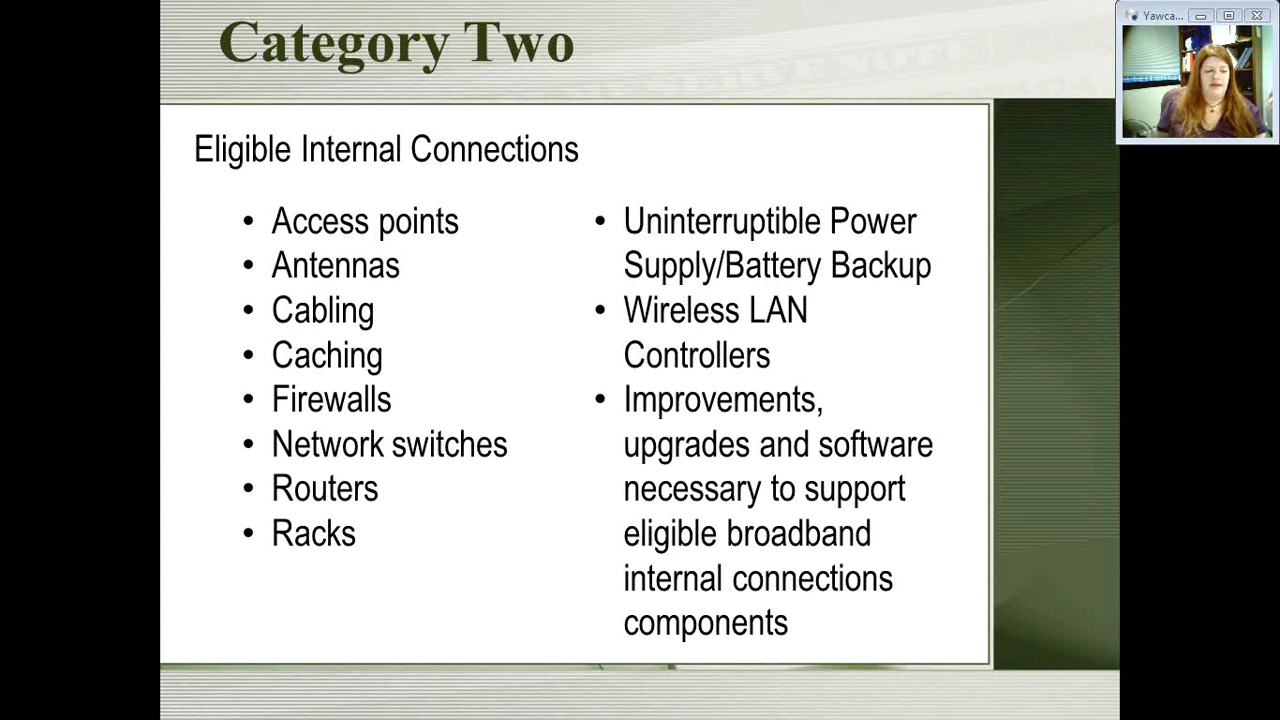 Category Two
Yawca...
Eligible Internal Connections
• Access points
• Antennas
• Cabling
• Caching
• Firewalls
• Network switches
• Routers
• Racks
• Uninterruptible Power
Supply/Battery Backup
• Wireless LAN
Controllers
• Improvements,
upgrades and software
necessary to support
eligible broadband
internal connections
components